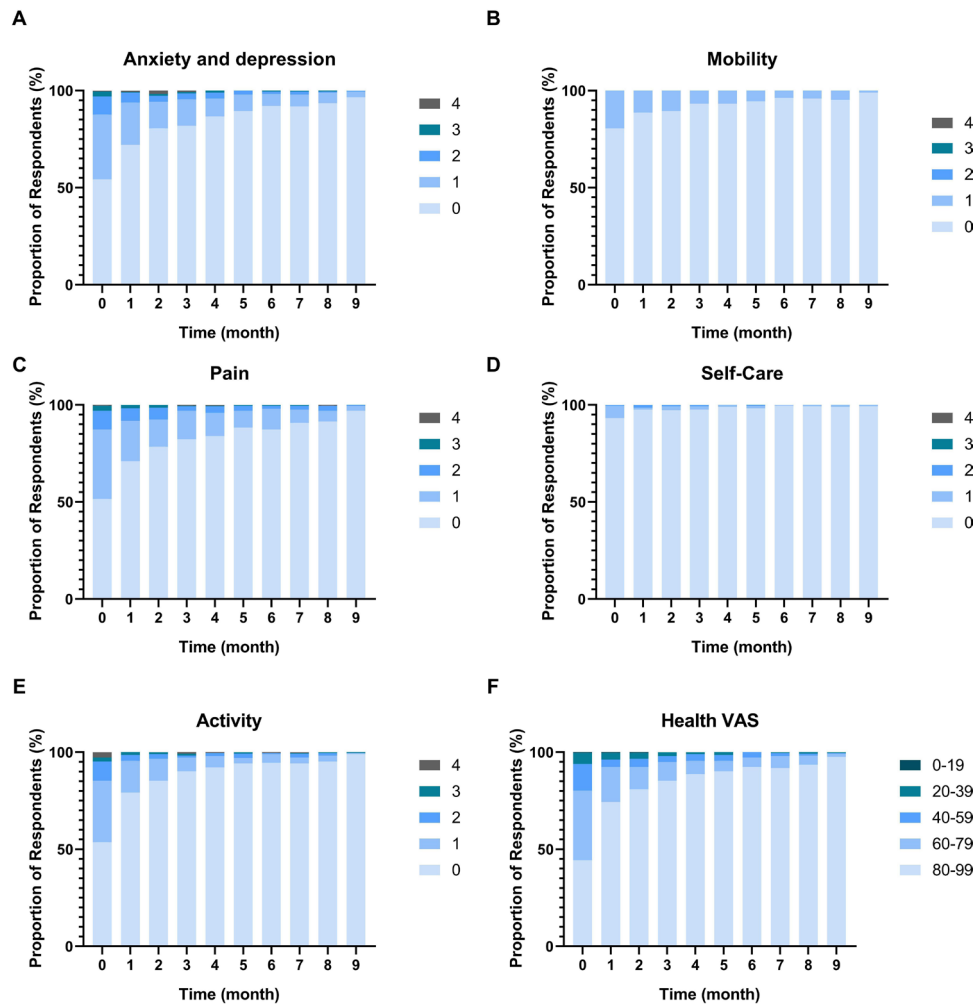 A
Anxiety and depression
Proportion of Respondents (%)
100
50
0
0 1 2 3 4 5 6 7 8 9
Time (month)
4
3
2
1
0
B
Mobility
Proportion of Respondents (%)
100
50
0
0 1 2 3 4 5 6 7 8 9
Time (month)
4
3
2
1
0
C
Pain
Proportion of Respondents (%)
100
50
0
0 1 2 3 4 5 6 7 8 9
Time (month)
4
3
2
1
0
D
Self-Care
Proportion of Respondents (%)
100
50
0
0 1 2 3 4 5 6 7 8 9
Time (month)
4
3
2
1
0
E
Activity
Proportion of Respondents (%)
100
50
0
0 1 2 3 4 5 6 7 8 9
Time (month)
4
3
2
1
0
F
Health VAS
Proportion of Respondents (%)
100
50
0
0 1 2 3 4 5 6 7 8 9
Time (month)
0-19
20-39
40-59
60-79
80-99